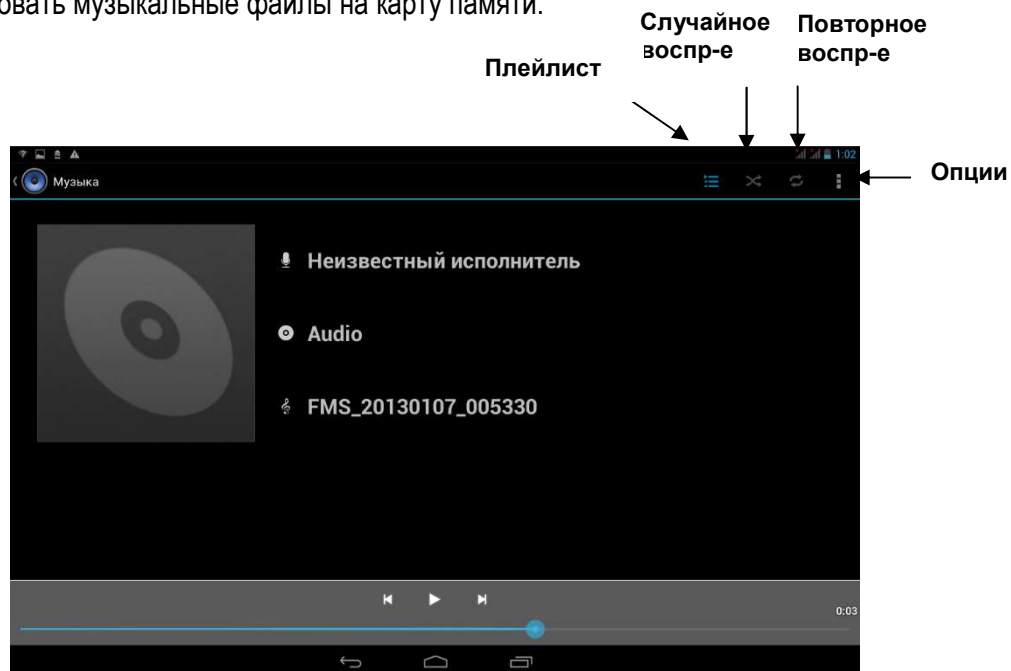 музыкальные файлы на карту памяти.
Случайное
воспр-е
Повторное
воспр-е
Плейлист
1:02
Музыка
Опции
Неизвестный исполнитель
Audio
FMS_20130107_005330
0:03